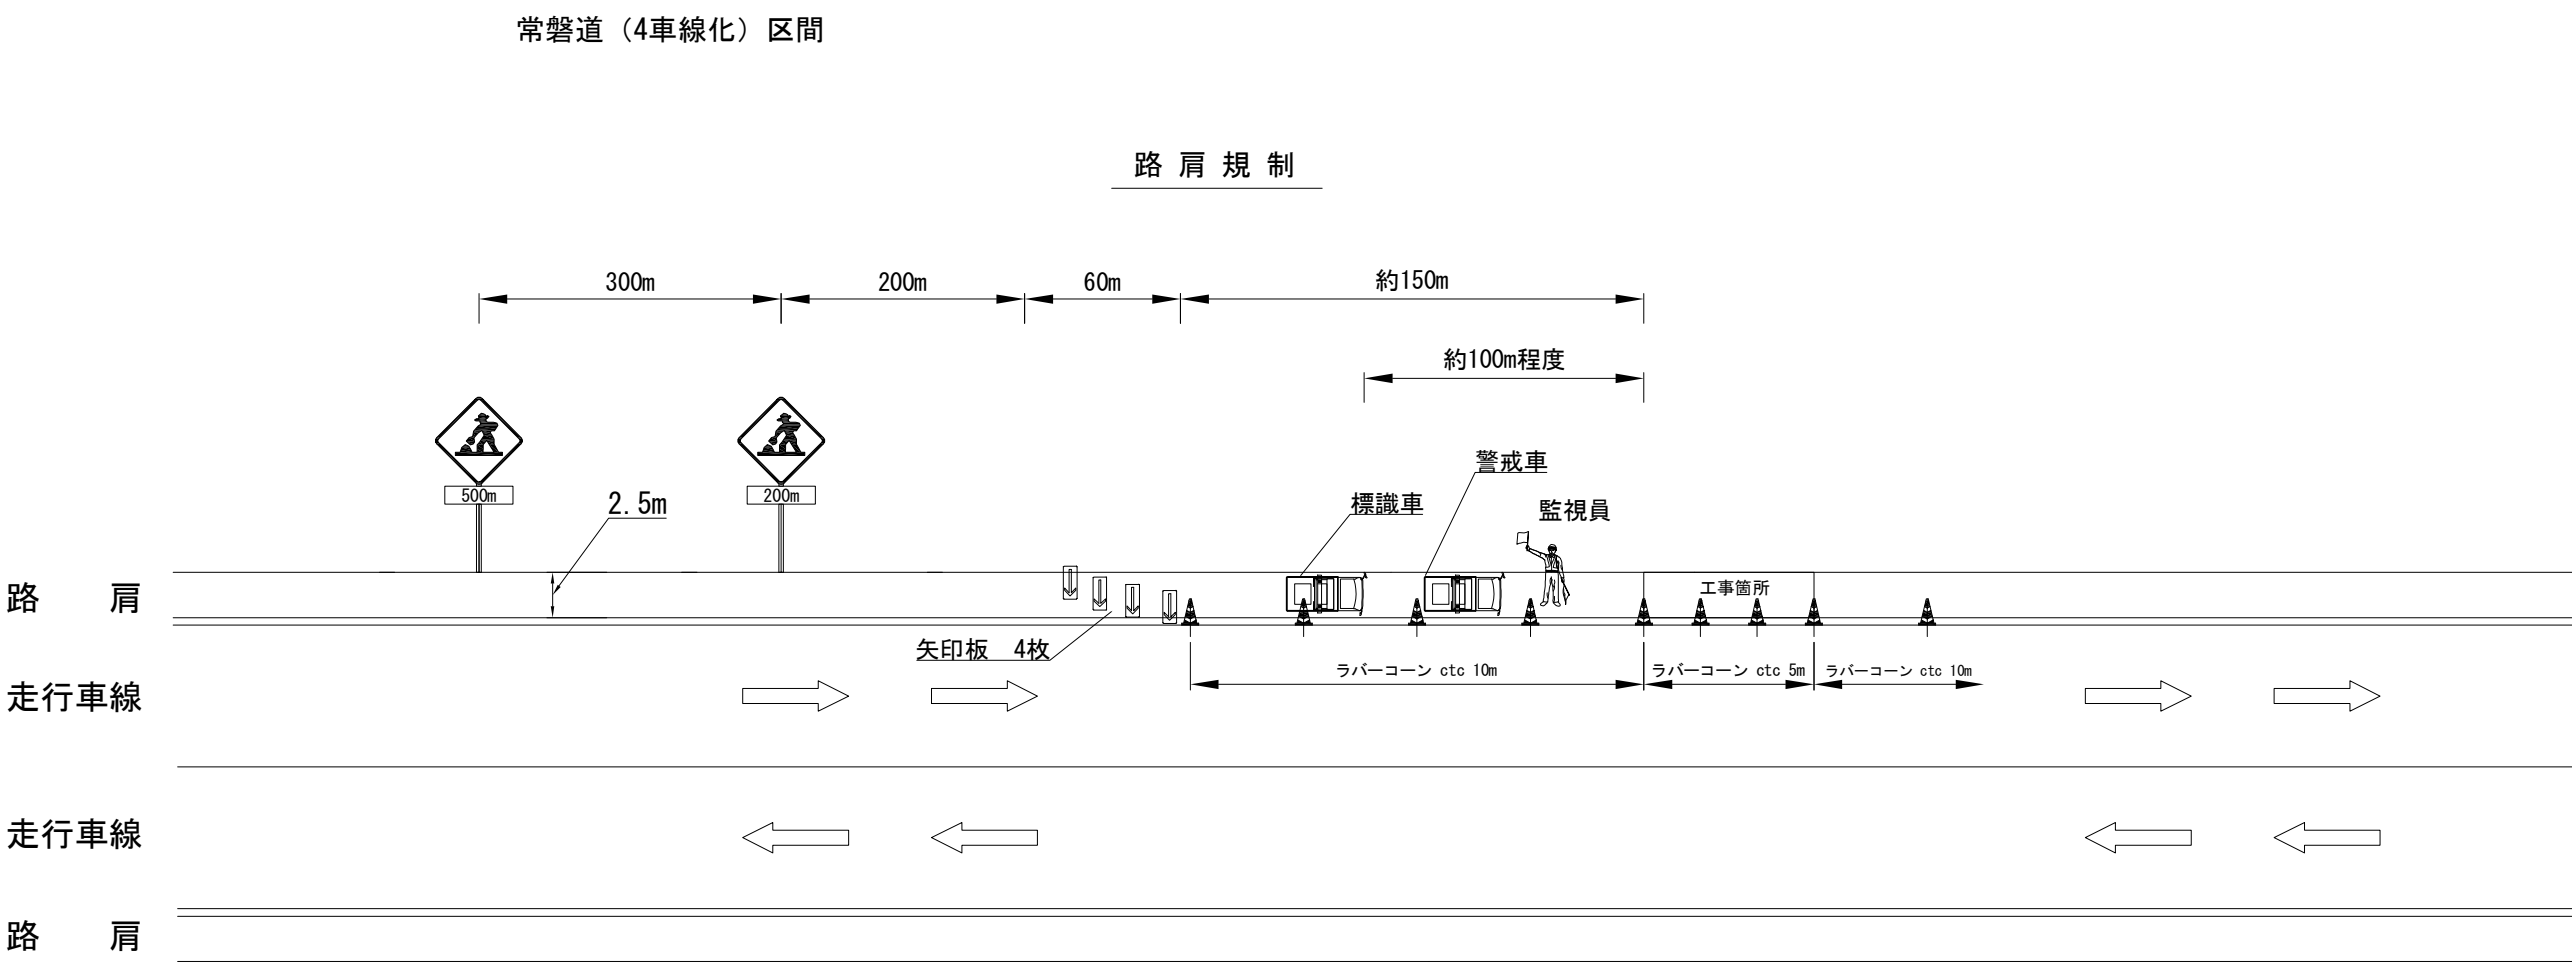 常磐道（4車線化）区間
路肩規制
300m
200m
60m
約150m
約100m程度
500m
200m
2.5m
警戒車
標識車
監視員
路　肩
工事箇所
矢印板　4枚
ラバーコーン ctc 10m
ラバーコーン ctc 5m
ラバーコーン ctc 10m
走行車線
走行車線
路　肩